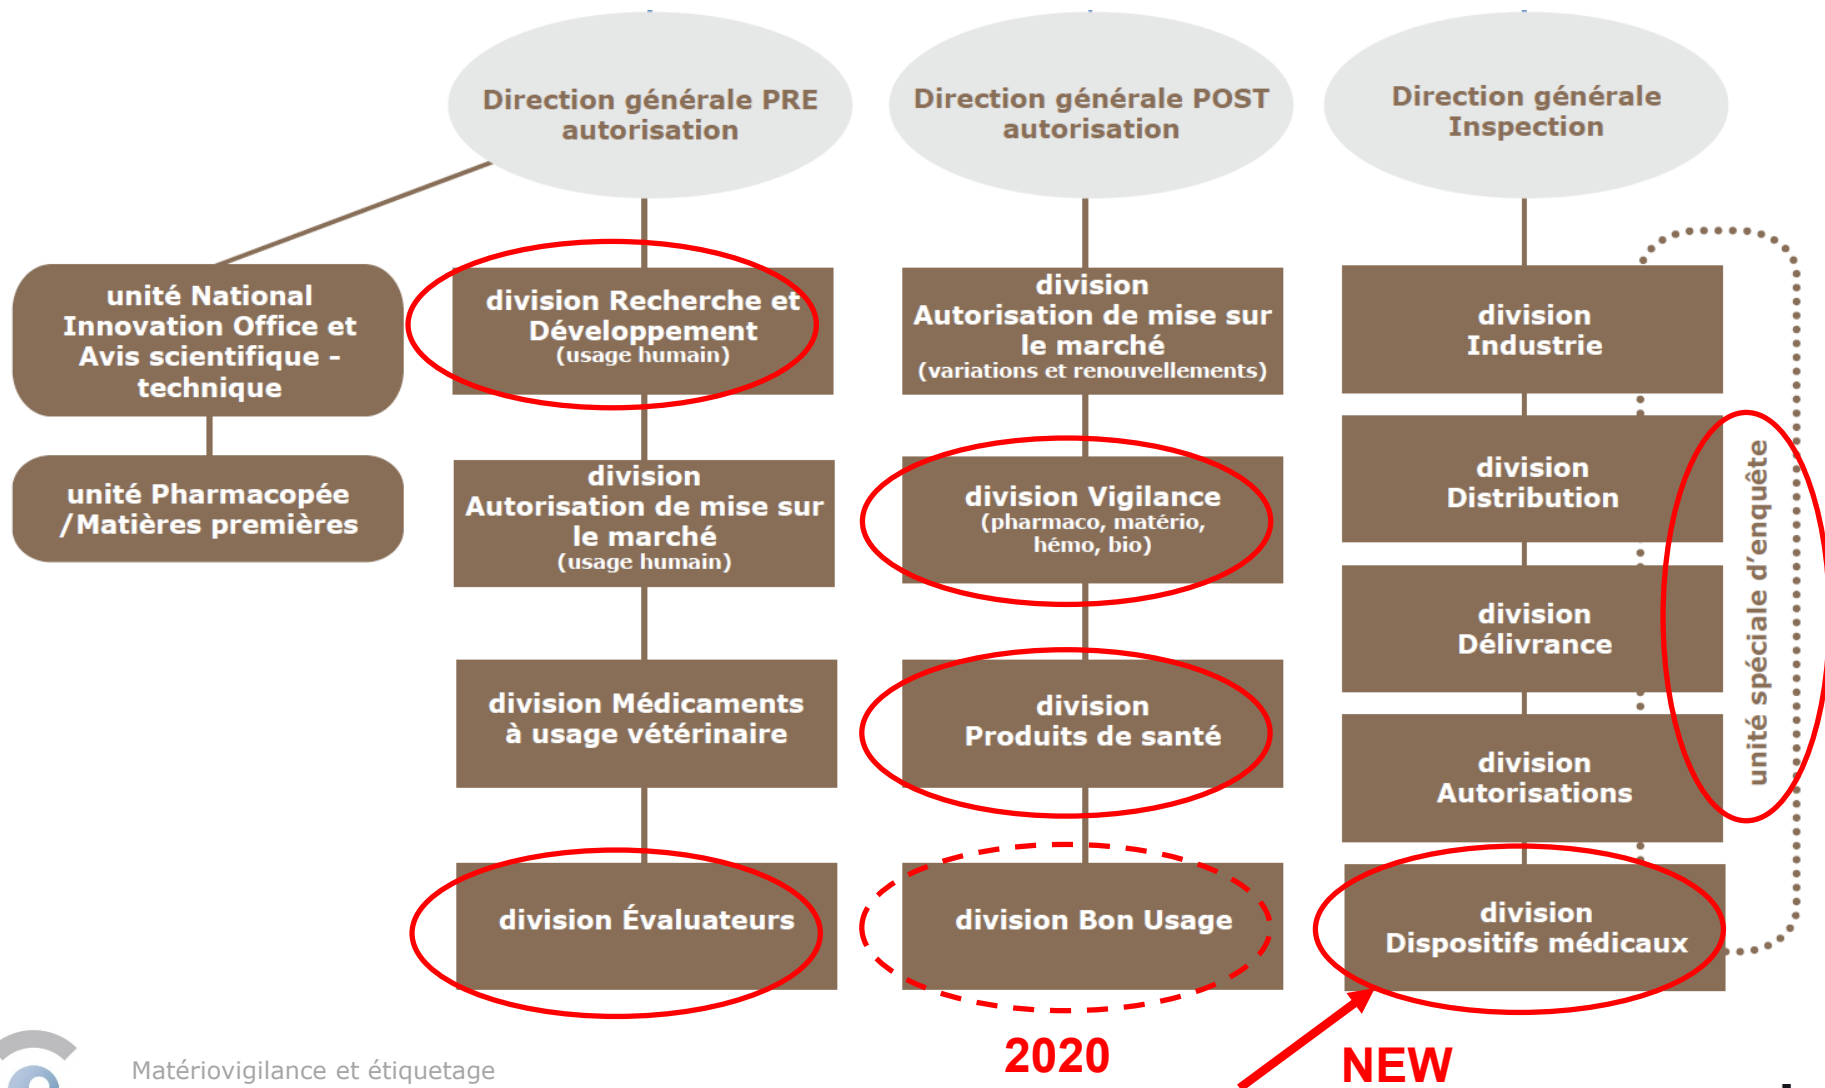 Direction générale PRE
autorisation
Direction générale POST
autorisation
Direction générale
Inspection
unité National
Innovation Office et
Avis scientifique –
technique
unité Pharmacopée
/Matières premières
division Recherche et
Développement
(usage humain)
division
Autorisation de mise sur
le marché
(usage humain)
division Médicaments
à usage vétérinaire
division Évaluateurs
division
Autorisation de mise sur
le marché
(variations et renouvellements)
division Vigilance
(pharmaco, matério,
hémo, bio)
division
Produits de santé
division Bon Usage
2020
division
Industrie
division
Distribution
division
Délivrance
division
Autorisations
division
Dispositifs médicaux
unité spéciale d'enquête
NEW
Matériovigilance et étiquetage